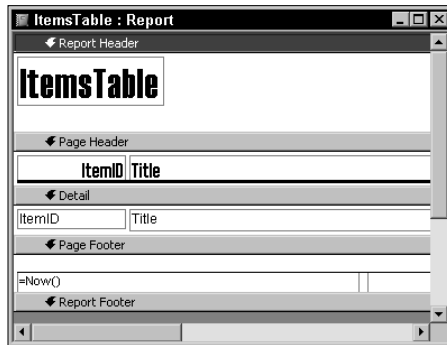 ItemsTable : Report
Report Header
ItemsTable
Page Header
ItemID Title
Detail
ItemID Title
Page Footer
=Now()
Report Footer